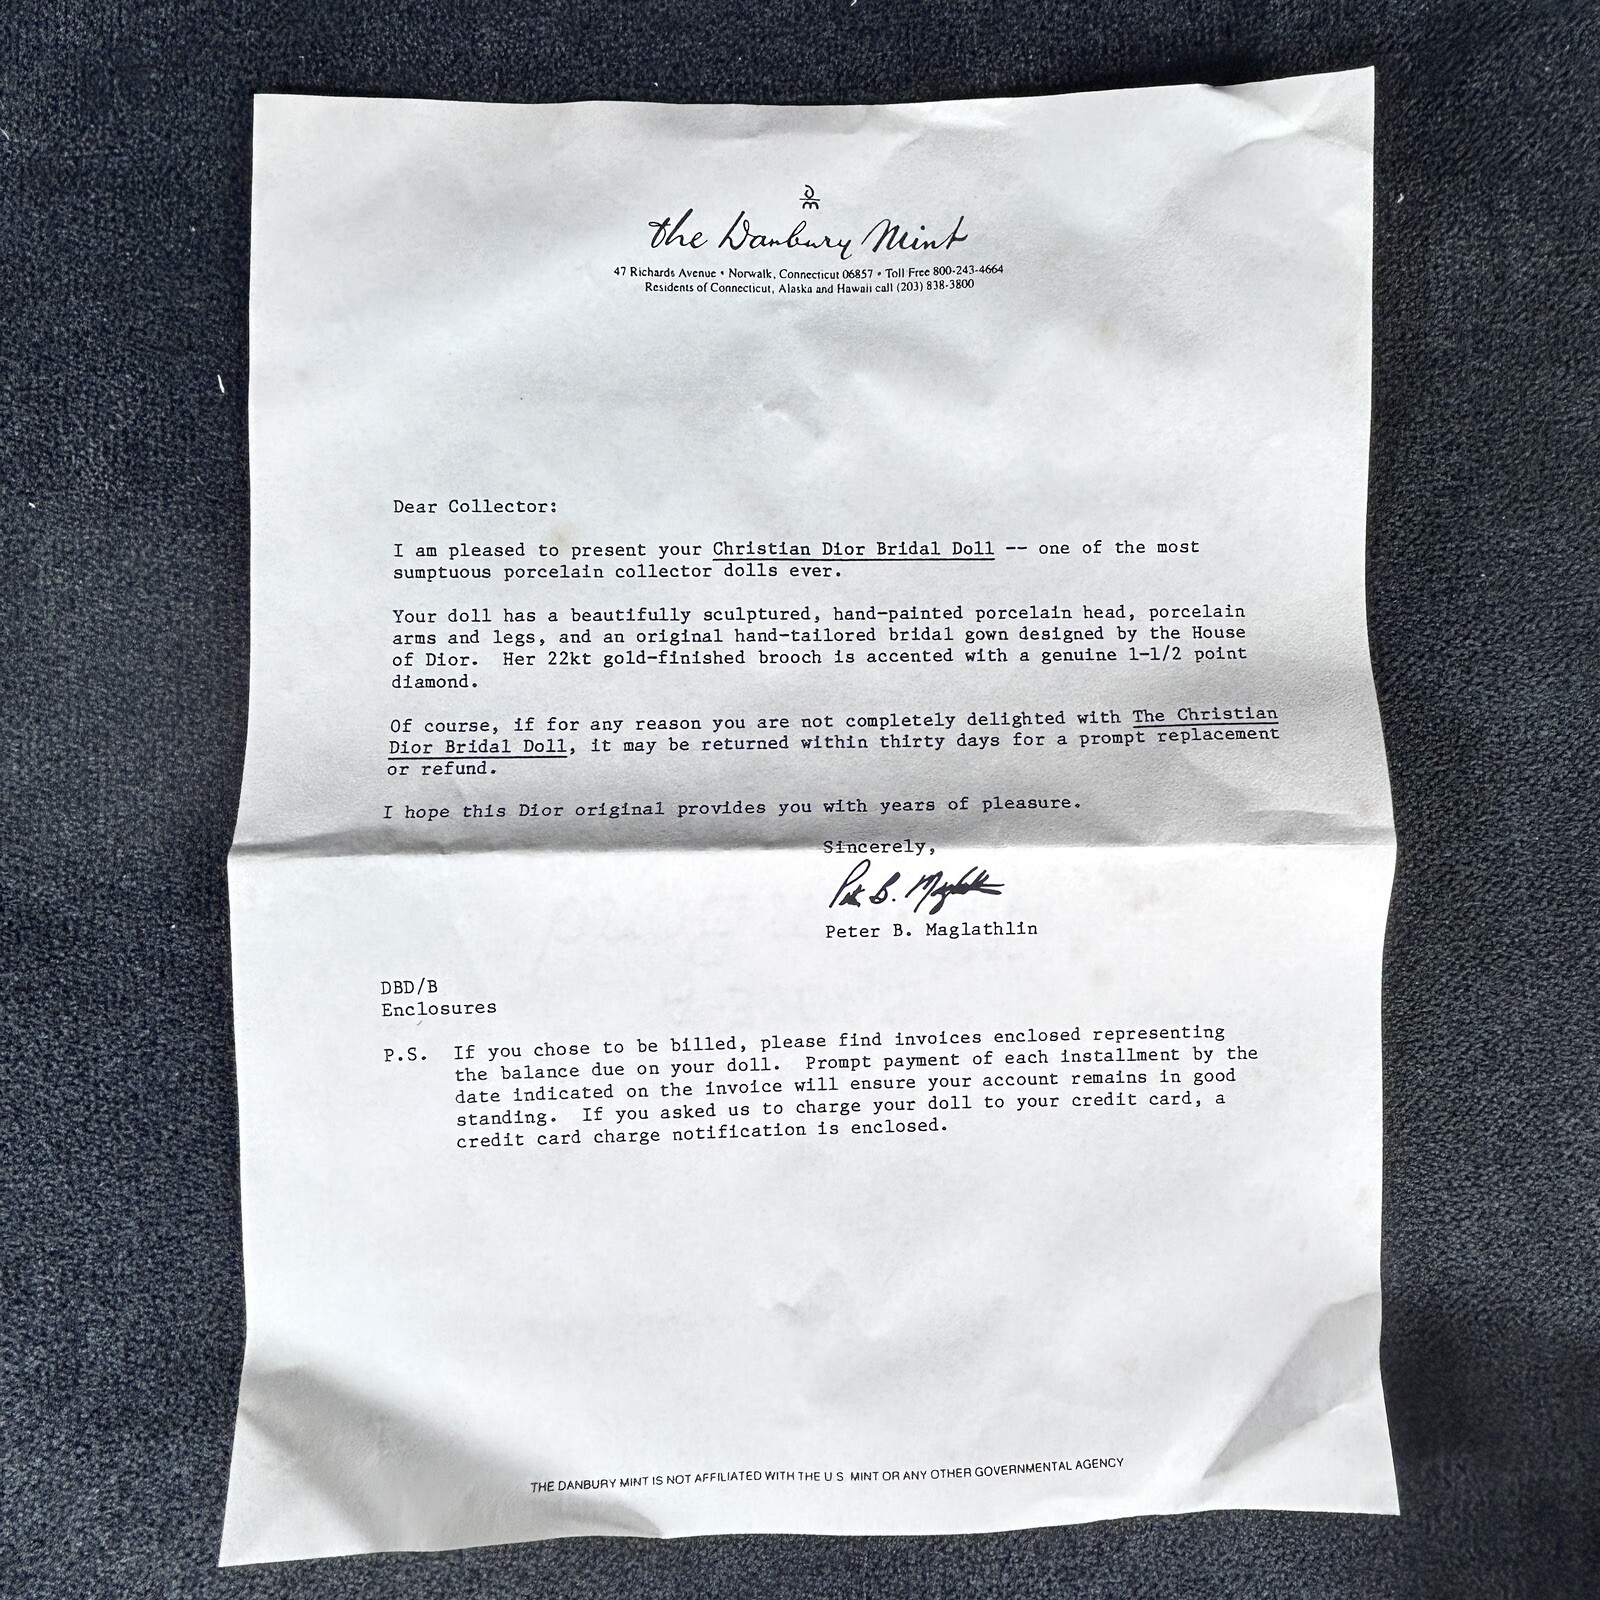 DM
the Danbury Mint
47 Richards Avenue • Norwalk, Connecticut 06857 • Toll Free 800-243-4664
Residents of Connecticut, Alaska and Hawaii call (203) 838-3800
Dear Collector:
I am pleased to present your Christian Dior Bridal Doll -- one of the most
sumptuous porcelain collector dolls ever.
Your doll has a beautifully sculptured, hand-painted porcelain head, porcelain
arms and legs, and an original hand-tailored bridal gown designed by the House
of Dior.  Her 22kt gold-finished brooch is accented with a genuine 1-1/2 point
diamond.
Of course, if for any reason you are not completely delighted with The Christian
Dior Bridal Doll, it may be returned within thirty days for a prompt replacement
or refund.
I hope this Dior original provides you with years of pleasure.
Sincerely,
Peter B. Maglathlin
Peter B. Maglathlin
DBD/B
Enclosures
P.S.  If you chose to be billed, please find invoices enclosed representing
the balance due on your doll.  Prompt payment of each installment by the
date indicated on the invoice will ensure your account remains in good
standing.  If you asked us to charge your doll to your credit card, a
credit card charge notification is enclosed.
THE DANBURY MINT IS NOT AFFILIATED WITH THE U S MINT OR ANY OTHER GOVERNMENTAL AGENCY